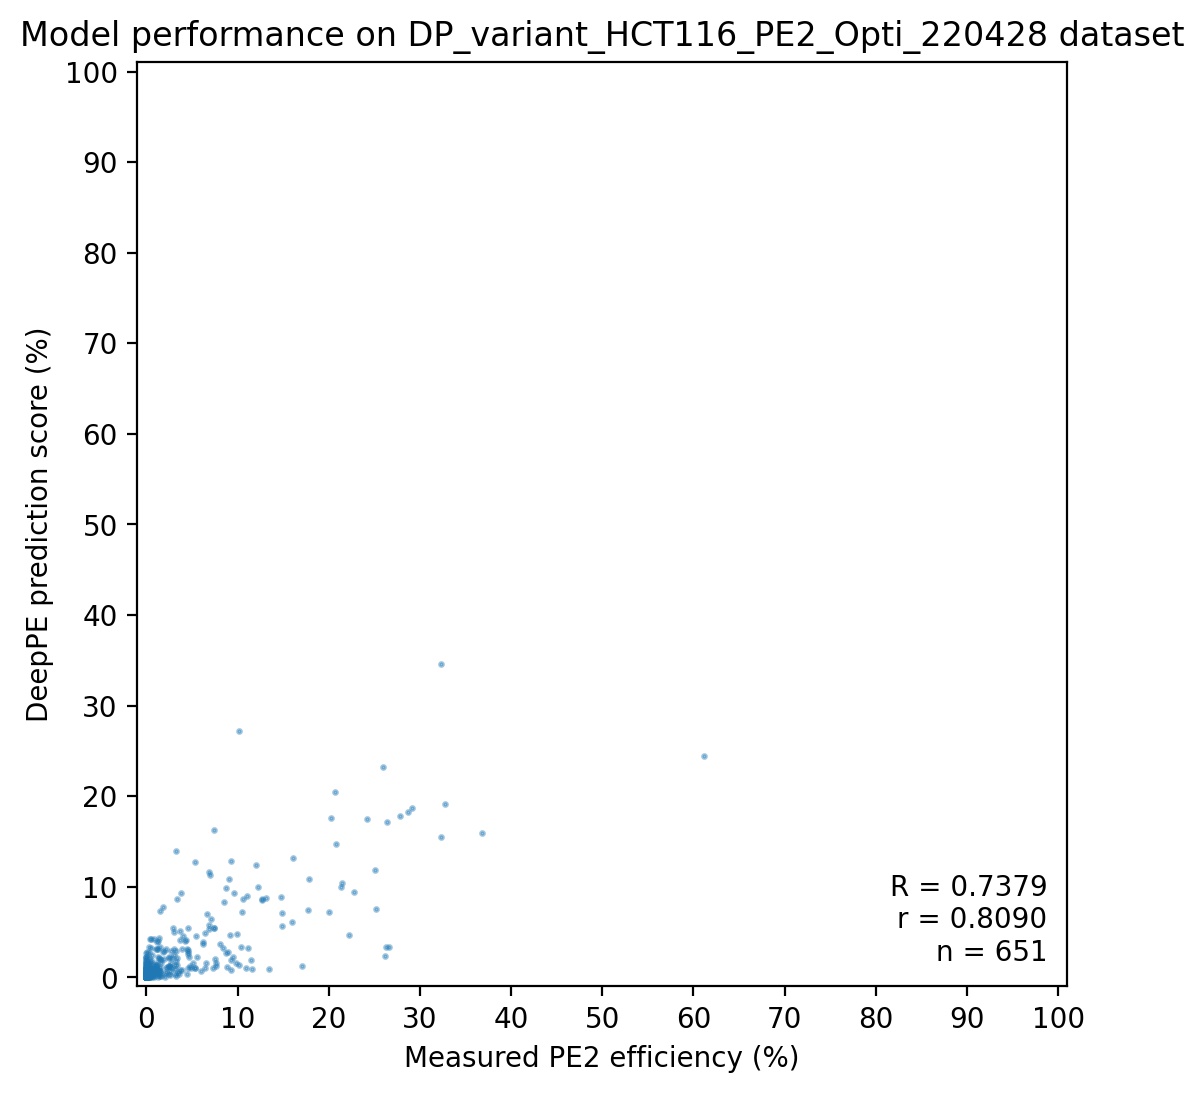 Model performance on DP_variant_HCT116_PE2_Opti_220428 dataset
100
90
80
70
60
50
40
30
20
10
0
DeepPE prediction score (%)
R = 0.7379
r = 0.8090
n = 651
0 10 20 30 40 50 60 70 80 90 100
Measured PE2 efficiency (%)